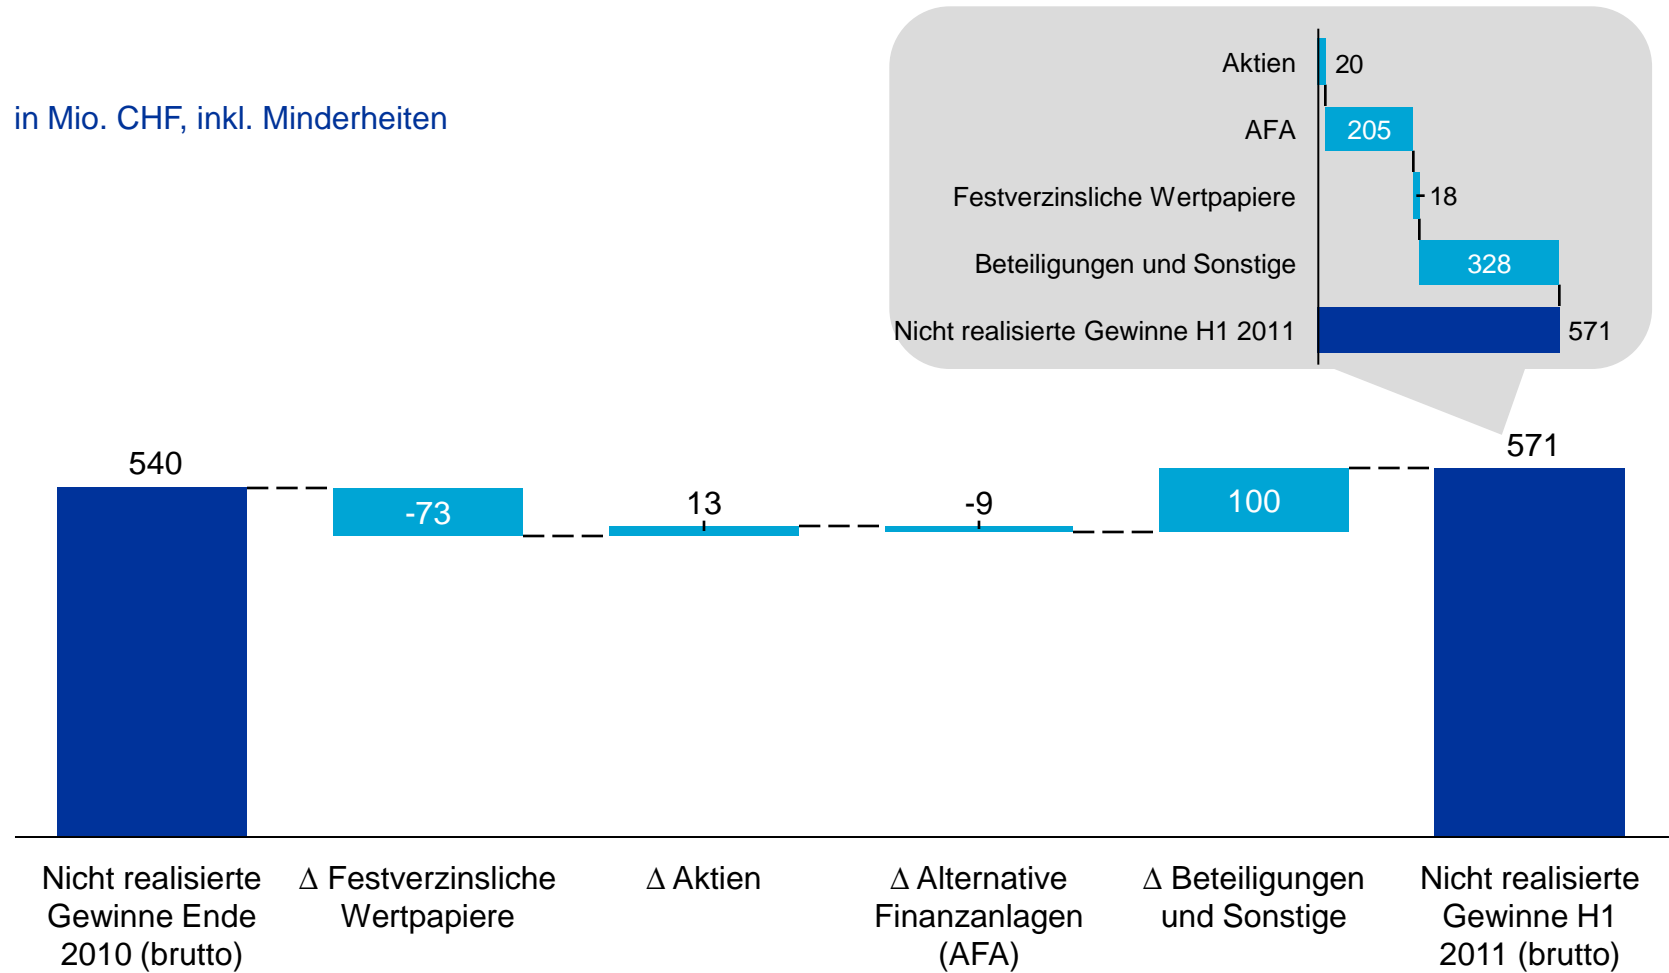 in Mio. CHF, inkl. Minderheiten
Aktien 20
AFA 205
Festverzinsliche Wertpapiere 18
Beteiligungen und Sonstige 328
Nicht realisierte Gewinne H1 2011 571
540
-73
13
-9
100
571
Nicht realisierte
Gewinne Ende
2010 (brutto)
Δ Festverzinsliche
Wertpapiere
Δ Aktien
Δ Alternative
Finanzanlagen
(AFA)
Δ Beteiligungen
und Sonstige
Nicht realisierte
Gewinne H1
2011 (brutto)